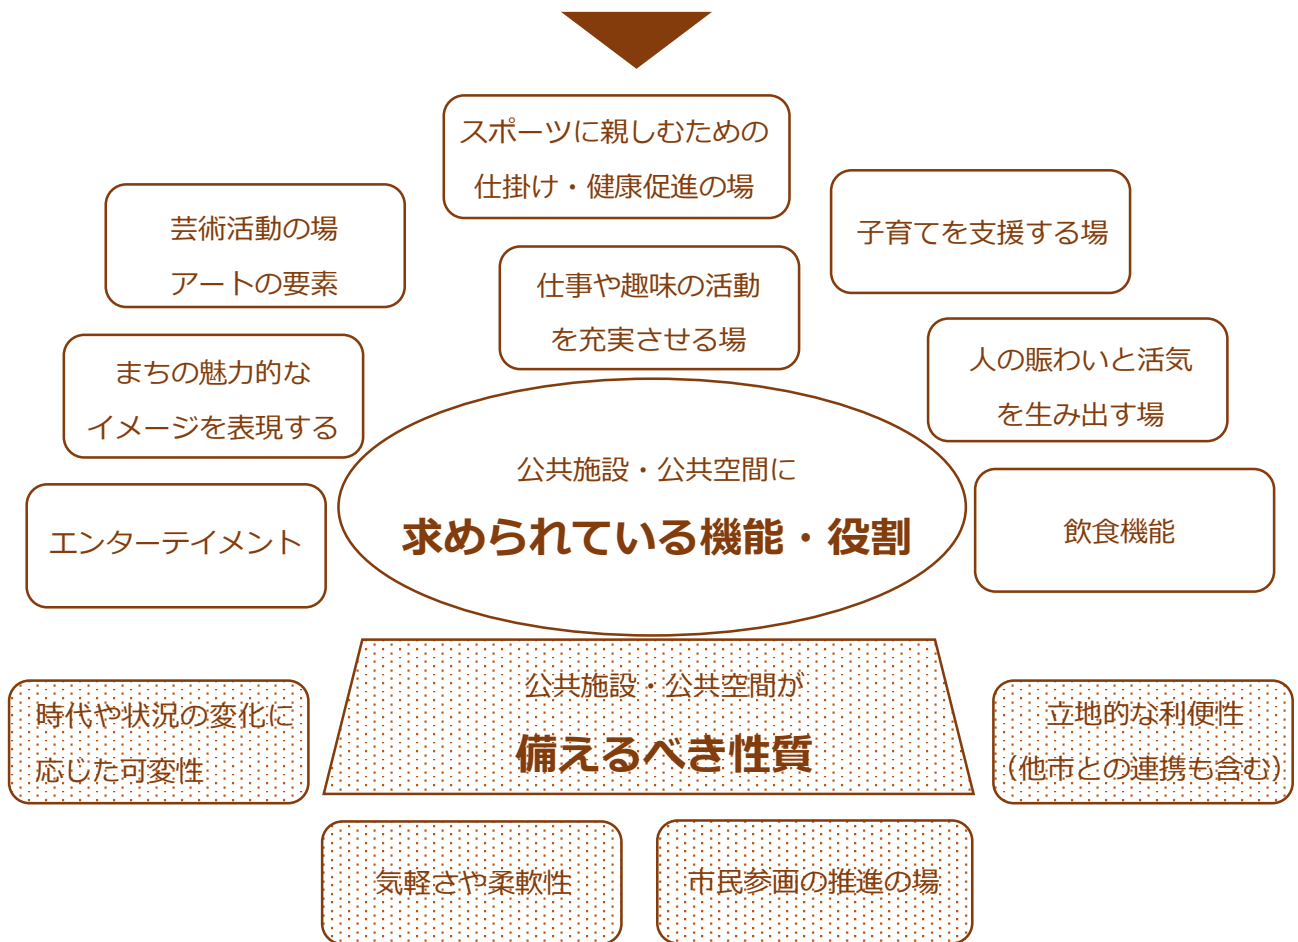 スポーツに親しむための
仕掛け・健康促進の場
芸術活動の場
アートの要素
子育てを支援する場
仕事や趣味の活動
を充実させる場
まちの魅力的な
イメージを表現する
人の賑わいと活気
を生み出す場
エンターテイメント
公共施設・公共空間に
求められている機能・役割
飲食機能
公共施設・公共空間が
備えるべき性質
時代や状況の変化に
応じた可変性
立地的な利便性
（他市との連携も含む）
気軽さや柔軟性
市民参画の推進の場